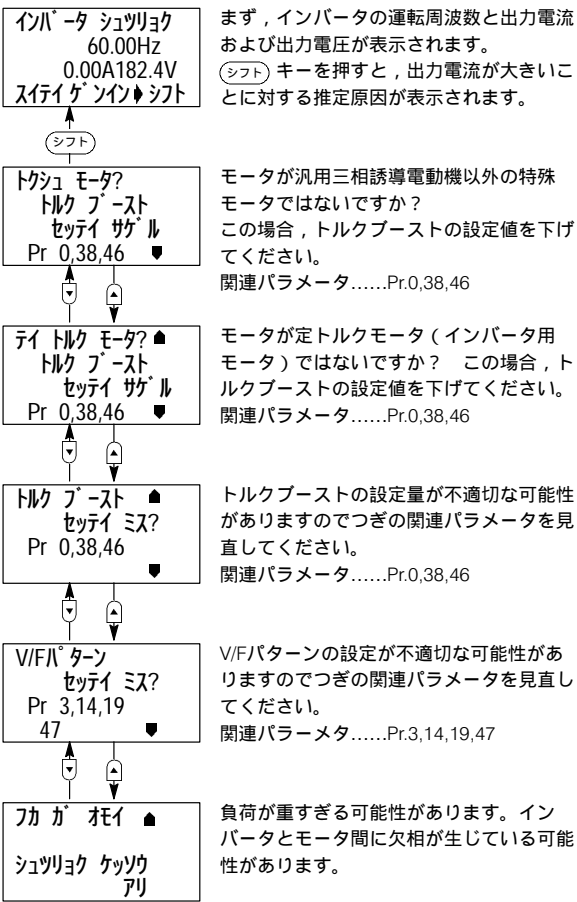 インバータ シュツリョク
60.00Hz
0.00A182.4V
スイテイゲンイン シフト
まず，インバータの運転周波数と出力電流
および出力電圧が表示されます。
シフト キーを押すと，出力電流が大きいこ
とに対する推定原因が表示されます。
シフト
トクシュ モータ?
トルク ブースト
セッテイ サゲル
Pr 0,38,46
モータが汎用三相誘導電動機以外の特殊
モータではないですか？
この場合，トルクブーストの設定値を下げ
てください。
関連パラメータ……Pr.0,38,46
テイ トルク モータ?
トルク ブースト
セッテイ サゲル
Pr 0,38,46
モータが定トルクモータ（インバータ用
モータ）ではないですか？　この場合，ト
ルクブーストの設定値を下げてください。
関連パラメータ……Pr.0,38,46
トルク ブースト
セッテイ ミス?
Pr 0,38,46
トルクブーストの設定量が不適切な可能性
がありますのでつぎの関連パラメータを見
直してください。
関連パラメータ……Pr.0,38,46
V/Fパターン
セッテイ ミス?
Pr 3,14,19
47
V/Fパターンの設定が不適切な可能性があ
りますのでつぎの関連パラメータを見直し
てください。
関連パラーメタ……Pr.3,14,19,47
フカ ガ オモイ
シュツリョク ケッソウ
アリ
負荷が重すぎる可能性があります。イン
バータとモータ間に欠相が生じている可能
性があります。